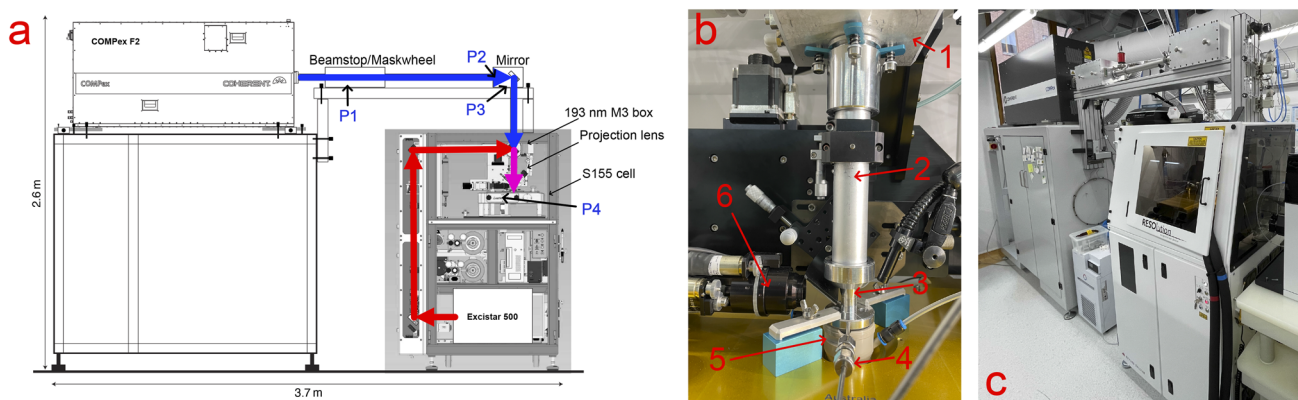 a
COMPex F2
COMPex
COHERENT
Beamstop/Maskwheel
P2
Mirror
P1
P3
193 nm M3 box
Projection lens
S155 cell
P4
Excistar 500
2.6 m
3.7 m
b
1
2
6
3
5
4
Australia
c
RESOlution